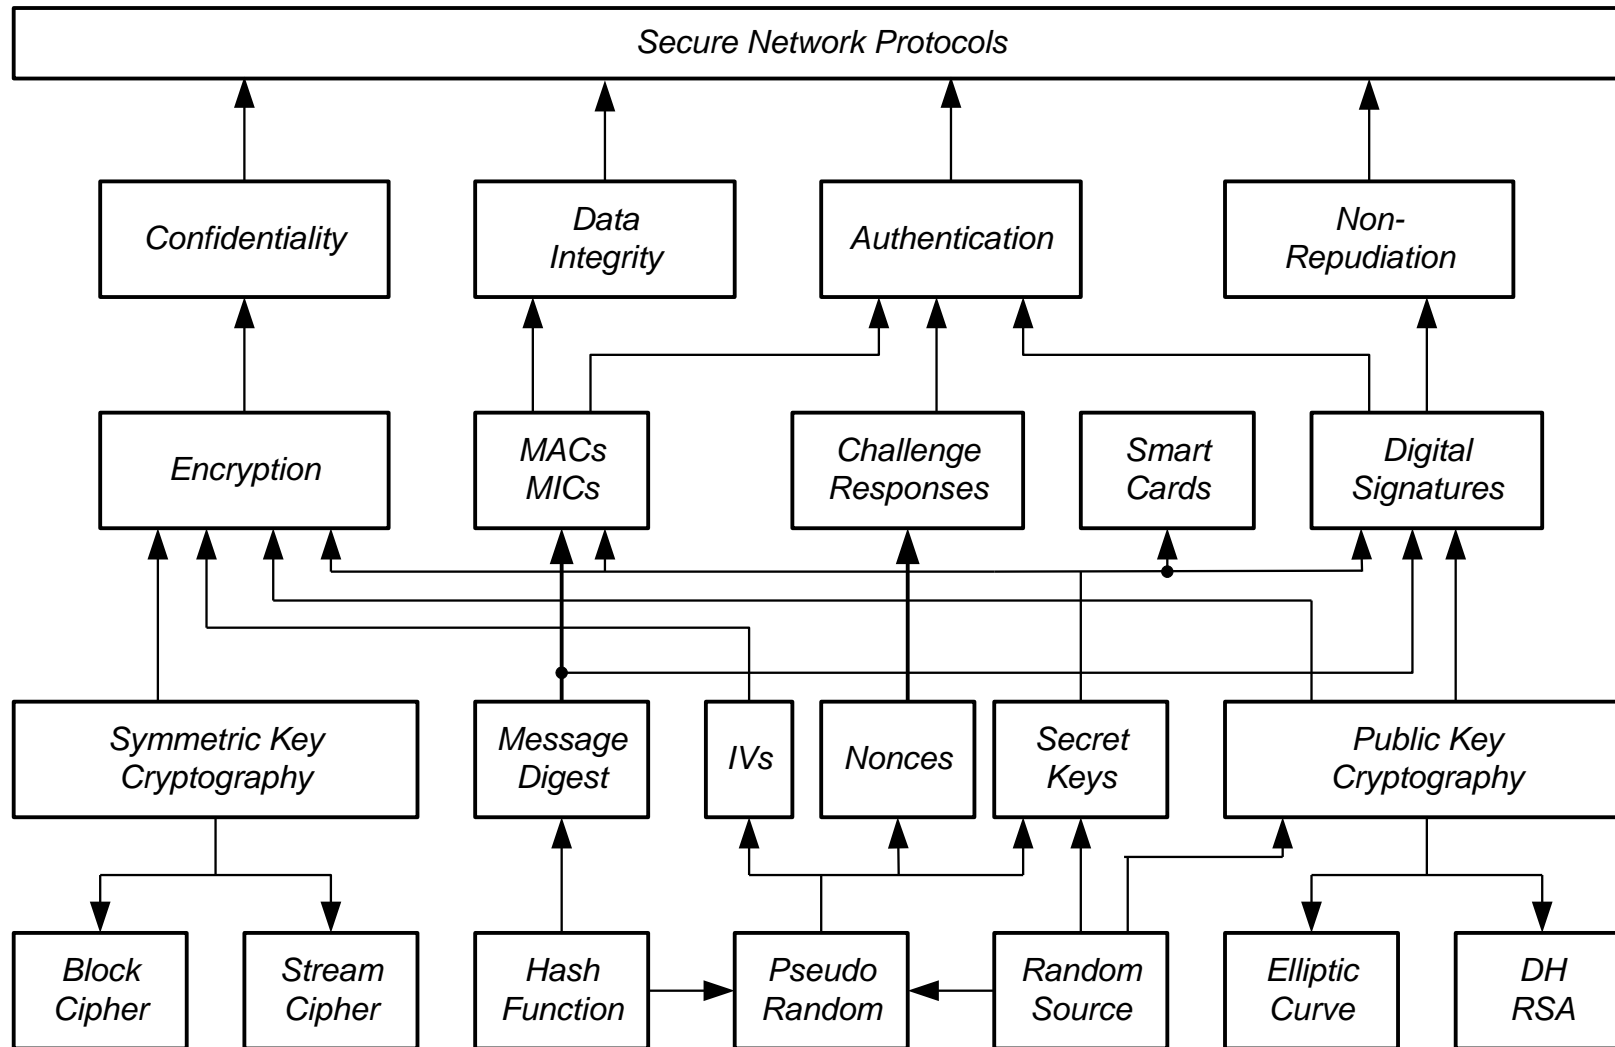 Secure Network Protocols
Confidentiality
Data
Integrity
Authentication
Non-
Repudiation
Encryption
MACs
MICs
Challenge
Responses
Smart
Cards
Digital
Signatures
Symmetric Key
Cryptography
Message
Digest
IVs
Nonces
Secret
Keys
Public Key
Cryptography
Block
Cipher
Stream
Cipher
Hash
Function
Pseudo
Random
Random
Source
Elliptic
Curve
DH
RSA